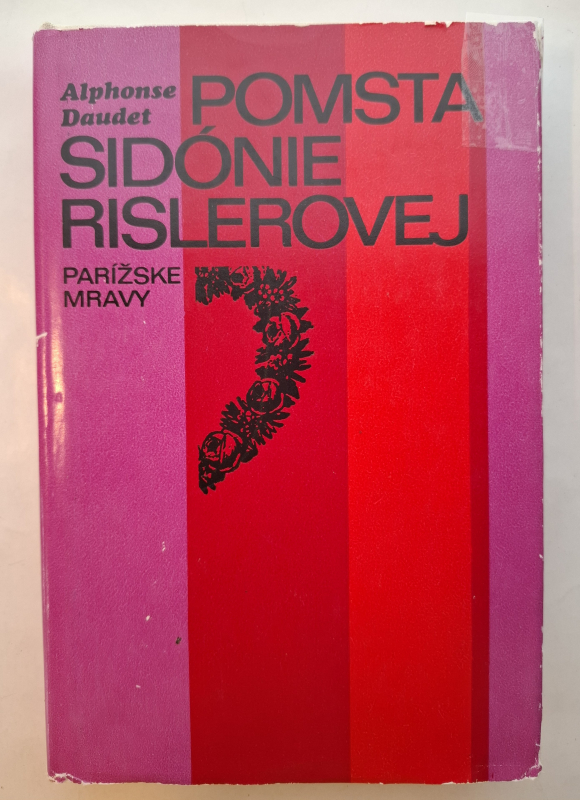 Alphonse
Daudet
POMSTA
SIDÓNIE
RISLEROVEJ
PARÍŽSKE
MRAVY